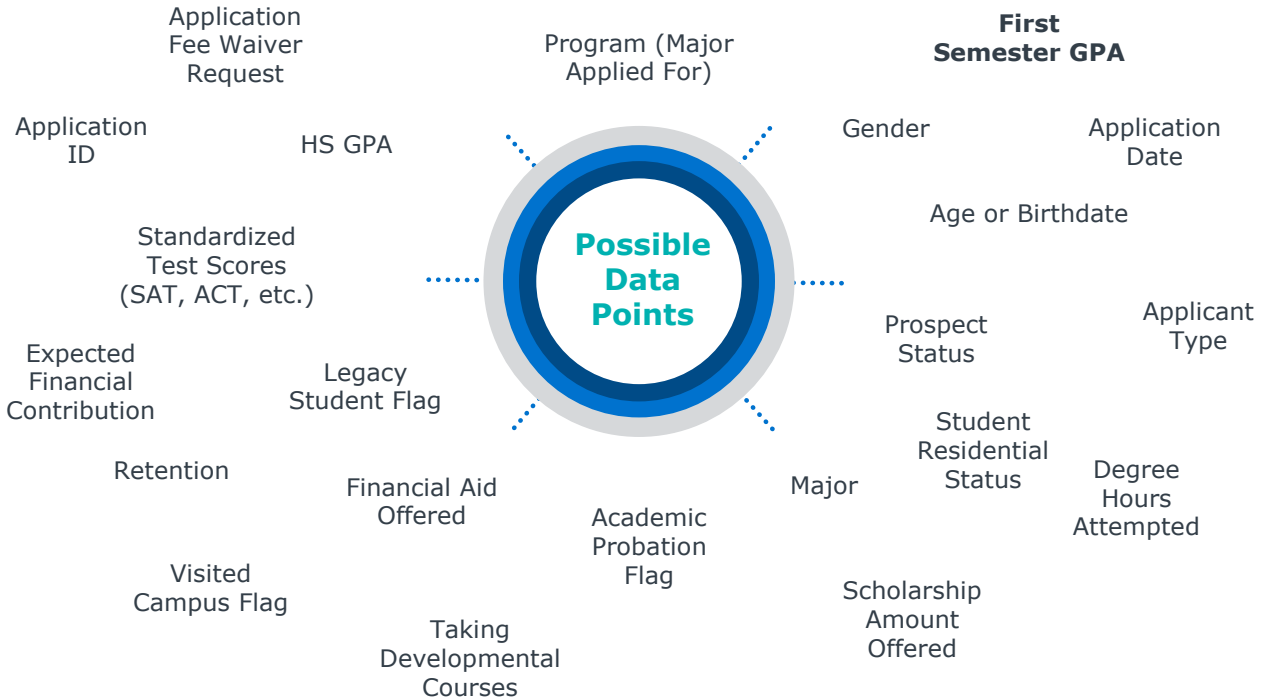 Application
Fee Waiver
Request
Program (Major
Applied For)
First
Semester GPA
Application
ID
HS GPA
Gender
Application
Date
Age or Birthdate
Standardized
Test Scores
(SAT, ACT, etc.)
Possible
Data
Points
Prospect
Status
Applicant
Type
Expected
Financial
Contribution
Legacy
Student Flag
Student
Residential
Status
Retention
Financial Aid
Offered
Academic
Probation
Flag
Major
Degree
Hours
Attempted
Visited
Campus Flag
Taking
Developmental
Courses
Scholarship
Amount
Offered